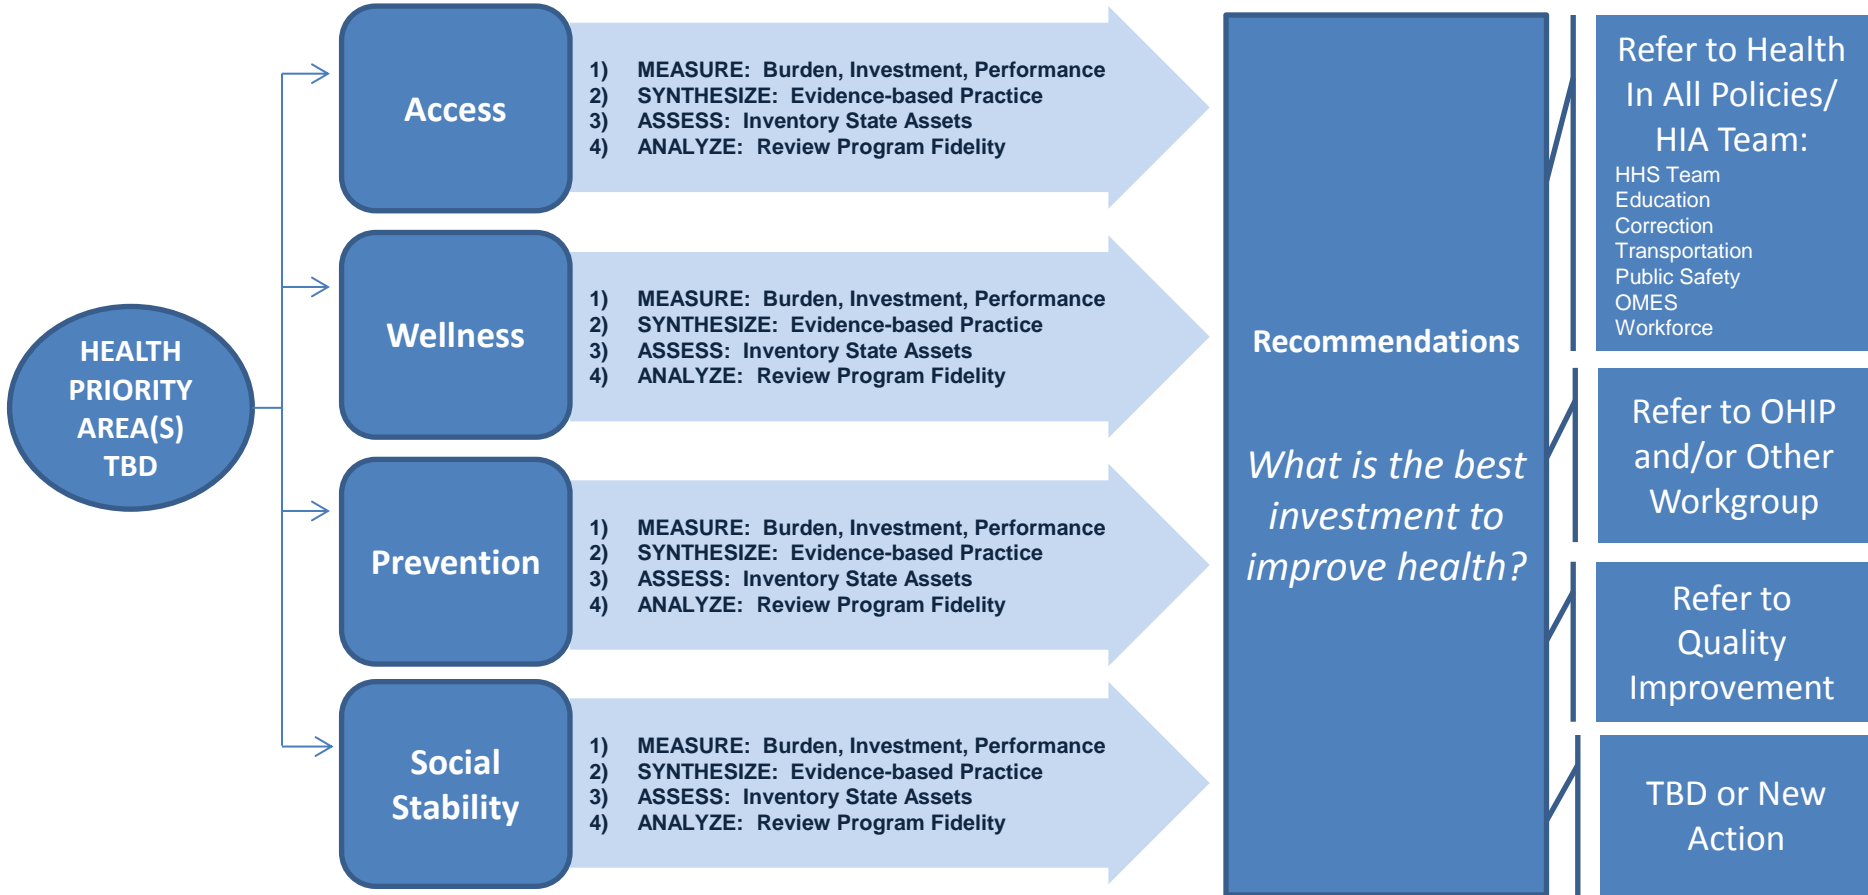 HEALTH
PRIORITY
AREA(S)
TBD
Access
1) MEASURE: Burden, Investment, Performance
2) SYNTHESIZE: Evidence-based Practice
3) ASSESS: Inventory State Assets
4) ANALYZE: Review Program Fidelity
Wellness
1) MEASURE: Burden, Investment, Performance
2) SYNTHESIZE: Evidence-based Practice
3) ASSESS: Inventory State Assets
4) ANALYZE: Review Program Fidelity
Prevention
1) MEASURE: Burden, Investment, Performance
2) SYNTHESIZE: Evidence-based Practice
3) ASSESS: Inventory State Assets
4) ANALYZE: Review Program Fidelity
Social
Stability
1) MEASURE: Burden, Investment, Performance
2) SYNTHESIZE: Evidence-based Practice
3) ASSESS: Inventory State Assets
4) ANALYZE: Review Program Fidelity
Recommendations
What is the best
investment to
improve health?
Refer to Health
In All Policies/
HIA Team:
HHS Team
Education
Correction
Transportation
Public Safety
OMES
Workforce
Refer to OHIP
and/or Other
Workgroup
Refer to
Quality
Improvement
TBD or New
Action